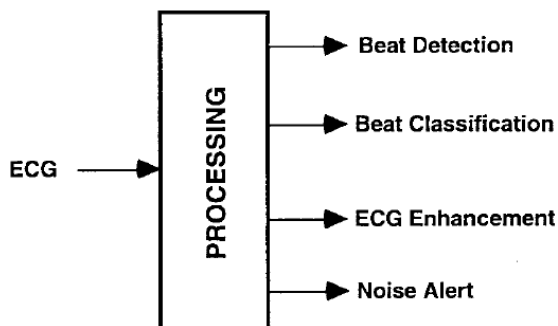 Beat Detection
PROCESSING
Beat Classification
ECG
ECG Enhancement
Noise Alert